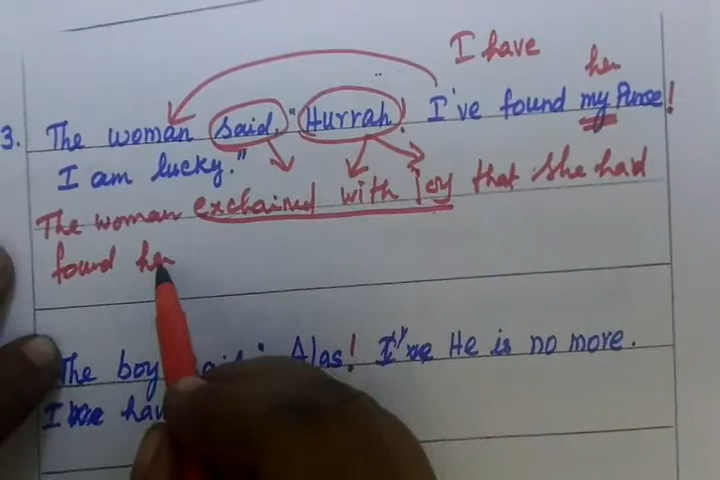 I have
her
3. The woman said, "Hurrah! I've found my Purse!
I am lucky."
The woman exclaimed with joy that she had
found her
The boy Alas! He is no more.
I hav